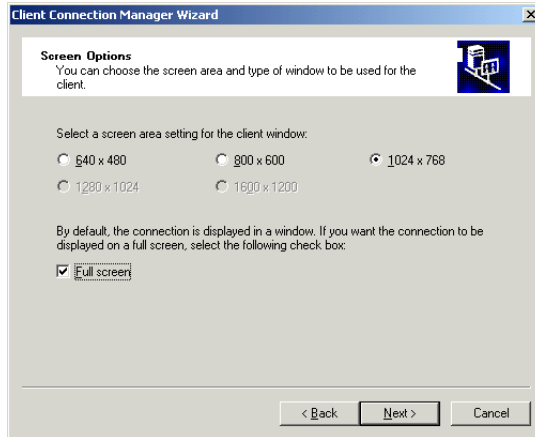 Client Connection Manager Wizard
Screen Options
You can choose the screen area and type of window to be used for the
client.
Select a screen area setting for the client window:
640 x 480 800 x 600 1024 x 768
1280 x 1024 1600 x 1200
By default, the connection is displayed in a window. If you want the connection to be
displayed on a full screen, select the following check box:
Full screen
< Back Next > Cancel